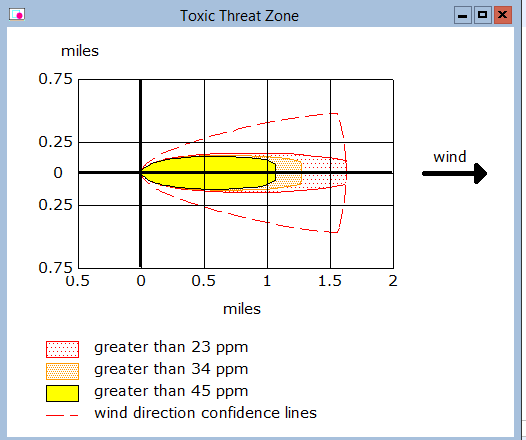 Toxic Threat Zone
miles
0.75
0.25
0
0.25
0.75
0.5 0 0.5 1 1.5 2
miles
wind
greater than 23 ppm
greater than 34 ppm
greater than 45 ppm
wind direction confidence lines